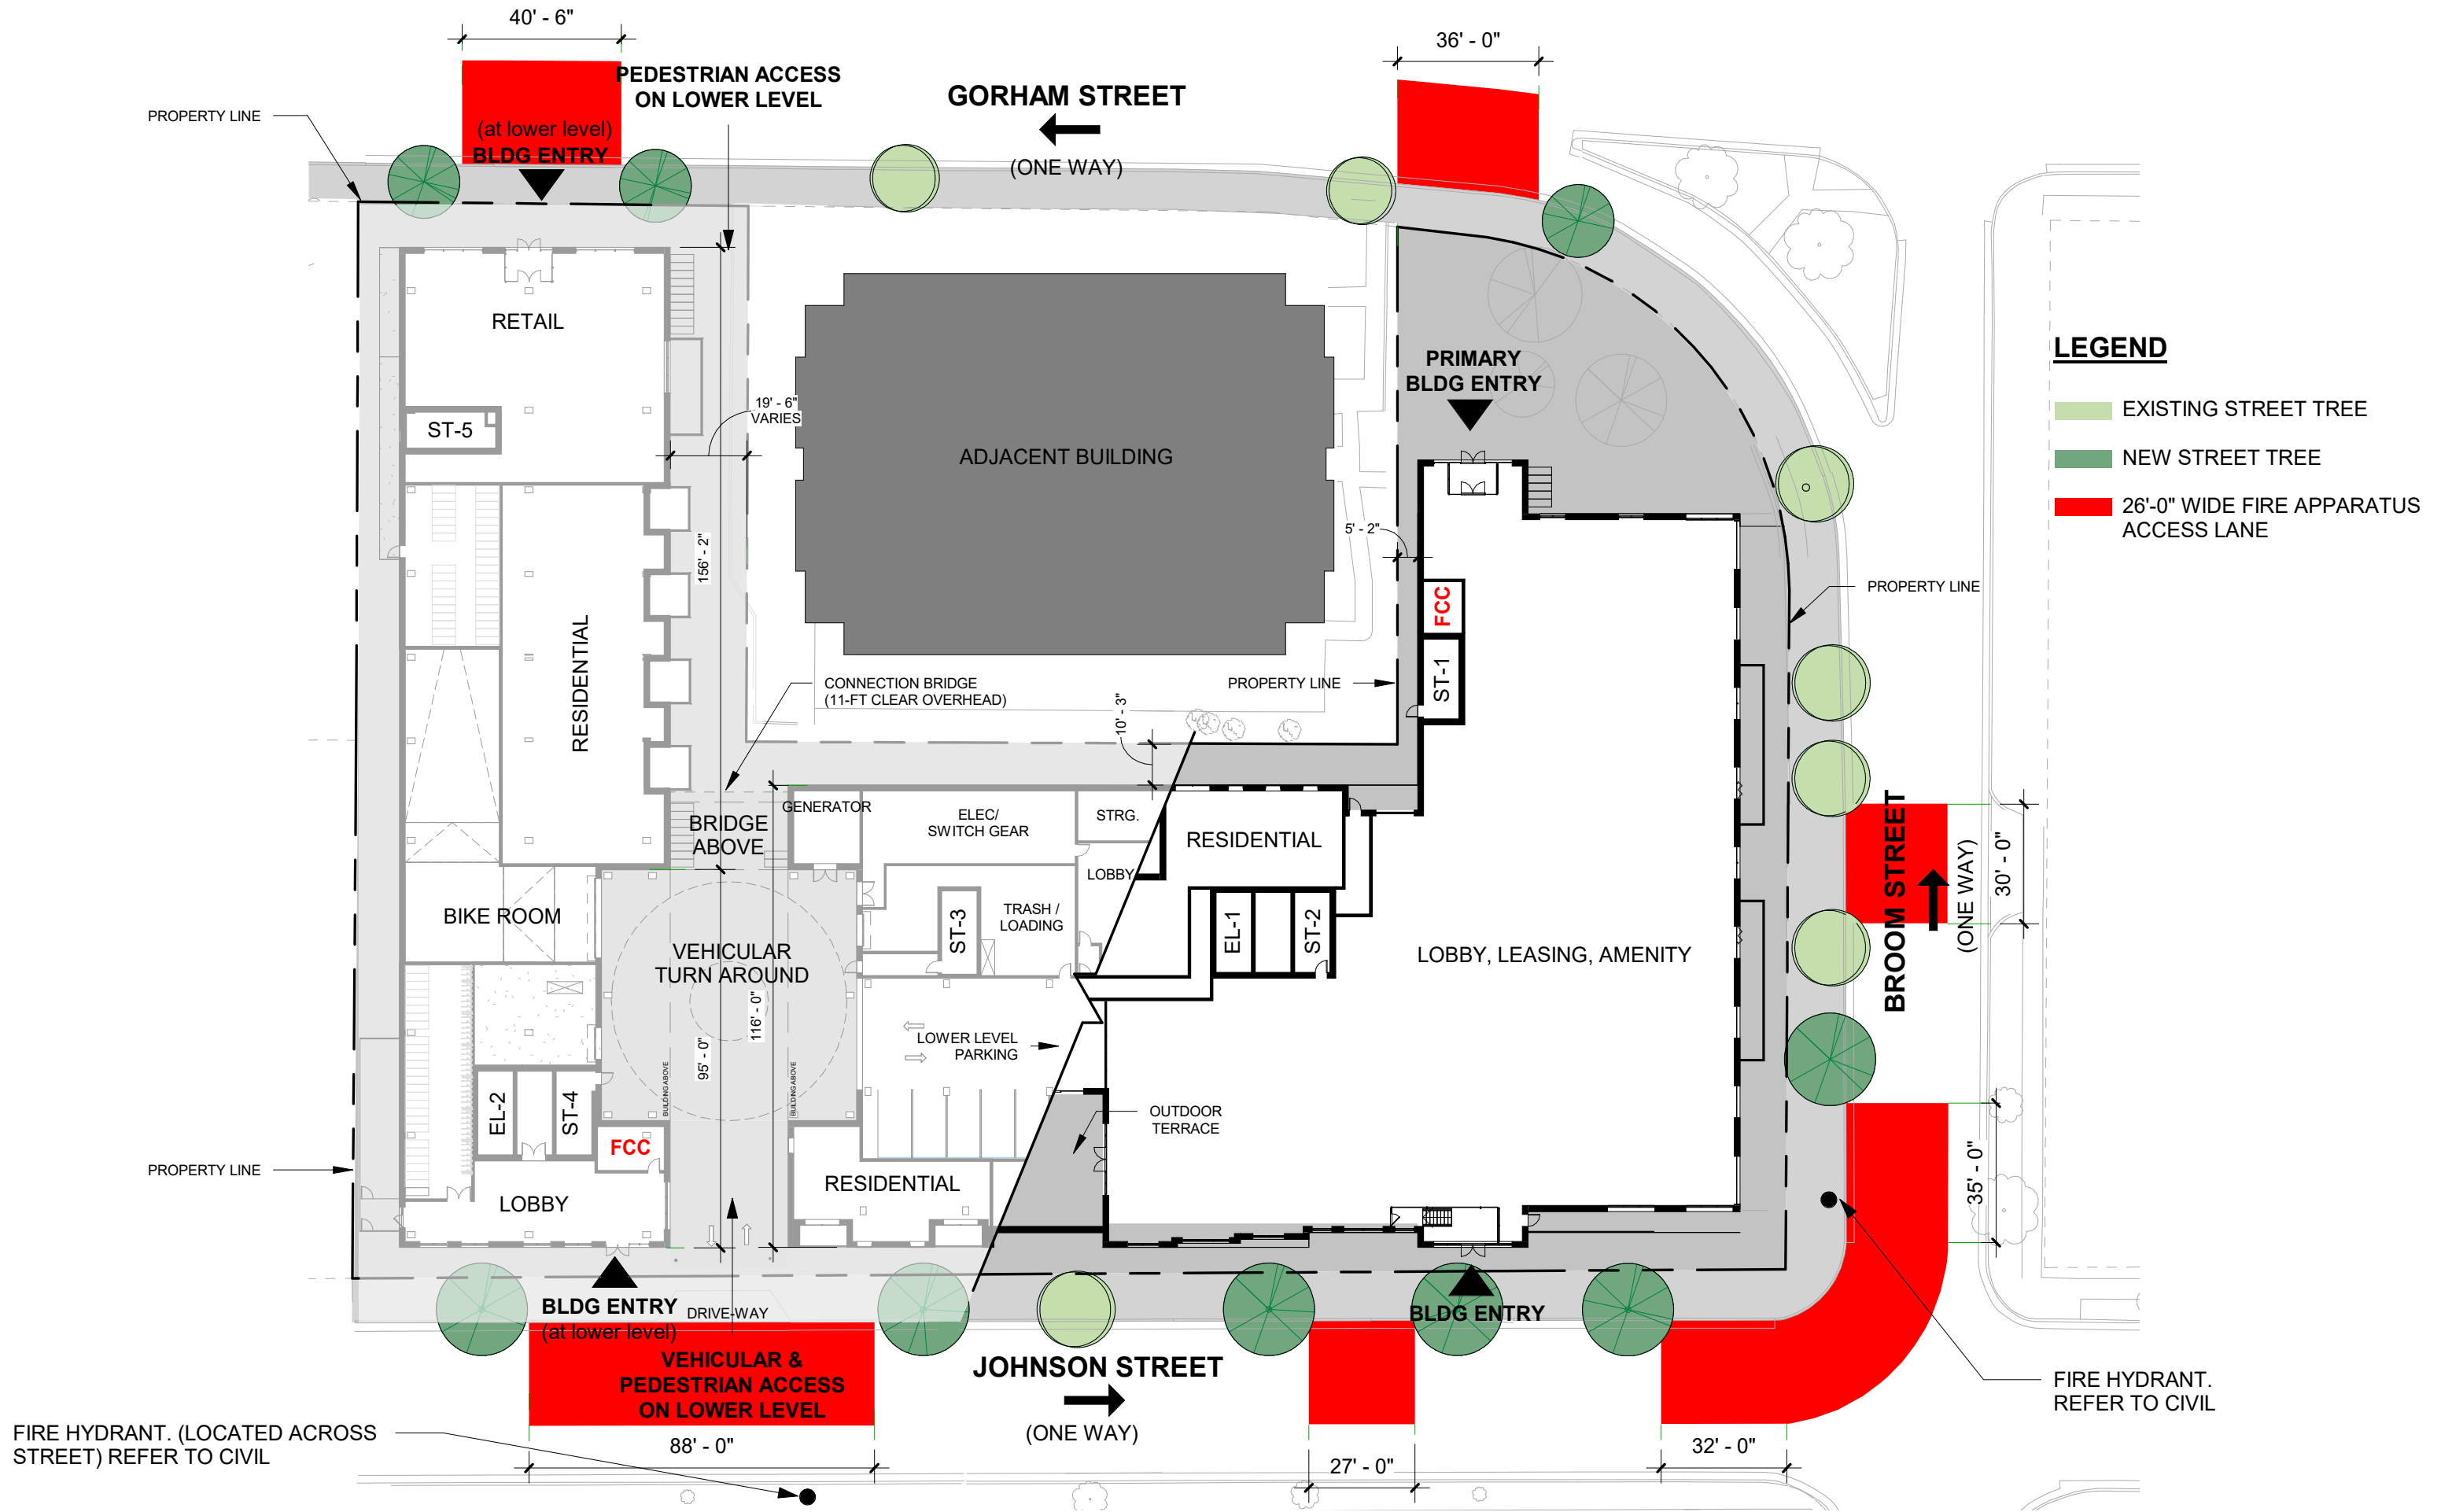 40' - 6"
36' - 0"
PEDESTRIAN ACCESS
ON LOWER LEVEL
GORHAM STREET
(ONE WAY)
PROPERTY LINE
(at lower level)
BLDG ENTRY
RETAIL
ST-5
19' - 6"
VARIES
ADJACENT BUILDING
PRIMARY
BLDG ENTRY
LEGEND
EXISTING STREET TREE
NEW STREET TREE
26'-0" WIDE FIRE APPARATUS
ACCESS LANE
5' - 2"
156' - 2"
FCC
ST-1
PROPERTY LINE
RESIDENTIAL
CONNECTION BRIDGE
(11-FT CLEAR OVERHEAD)
PROPERTY LINE
10' - 3"
GENERATOR
ELEC/
SWITCH GEAR
STRG.
BRIDGE
ABOVE
RESIDENTIAL
LOBBY
BIKE ROOM
ST-3
TRASH /
LOADING
EL-1
ST-2
VEHICULAR
TURN AROUND
LOBBY, LEASING, AMENITY
BROOM STREET
(ONE WAY)
30' - 0"
116' - 0"
95' - 0"
LOWER LEVEL
PARKING
BUILDING ABOVE
BUILDING ABOVE
EL-2
ST-4
FCC
OUTDOOR
TERRACE
PROPERTY LINE
LOBBY
RESIDENTIAL
35' - 0"
BLDG ENTRY
(at lower level)
DRIVE-WAY
BLDG ENTRY
VEHICULAR &
PEDESTRIAN ACCESS
ON LOWER LEVEL
JOHNSON STREET
(ONE WAY)
FIRE HYDRANT.
REFER TO CIVIL
FIRE HYDRANT. (LOCATED ACROSS
STREET) REFER TO CIVIL
88' - 0"
27' - 0"
32' - 0"